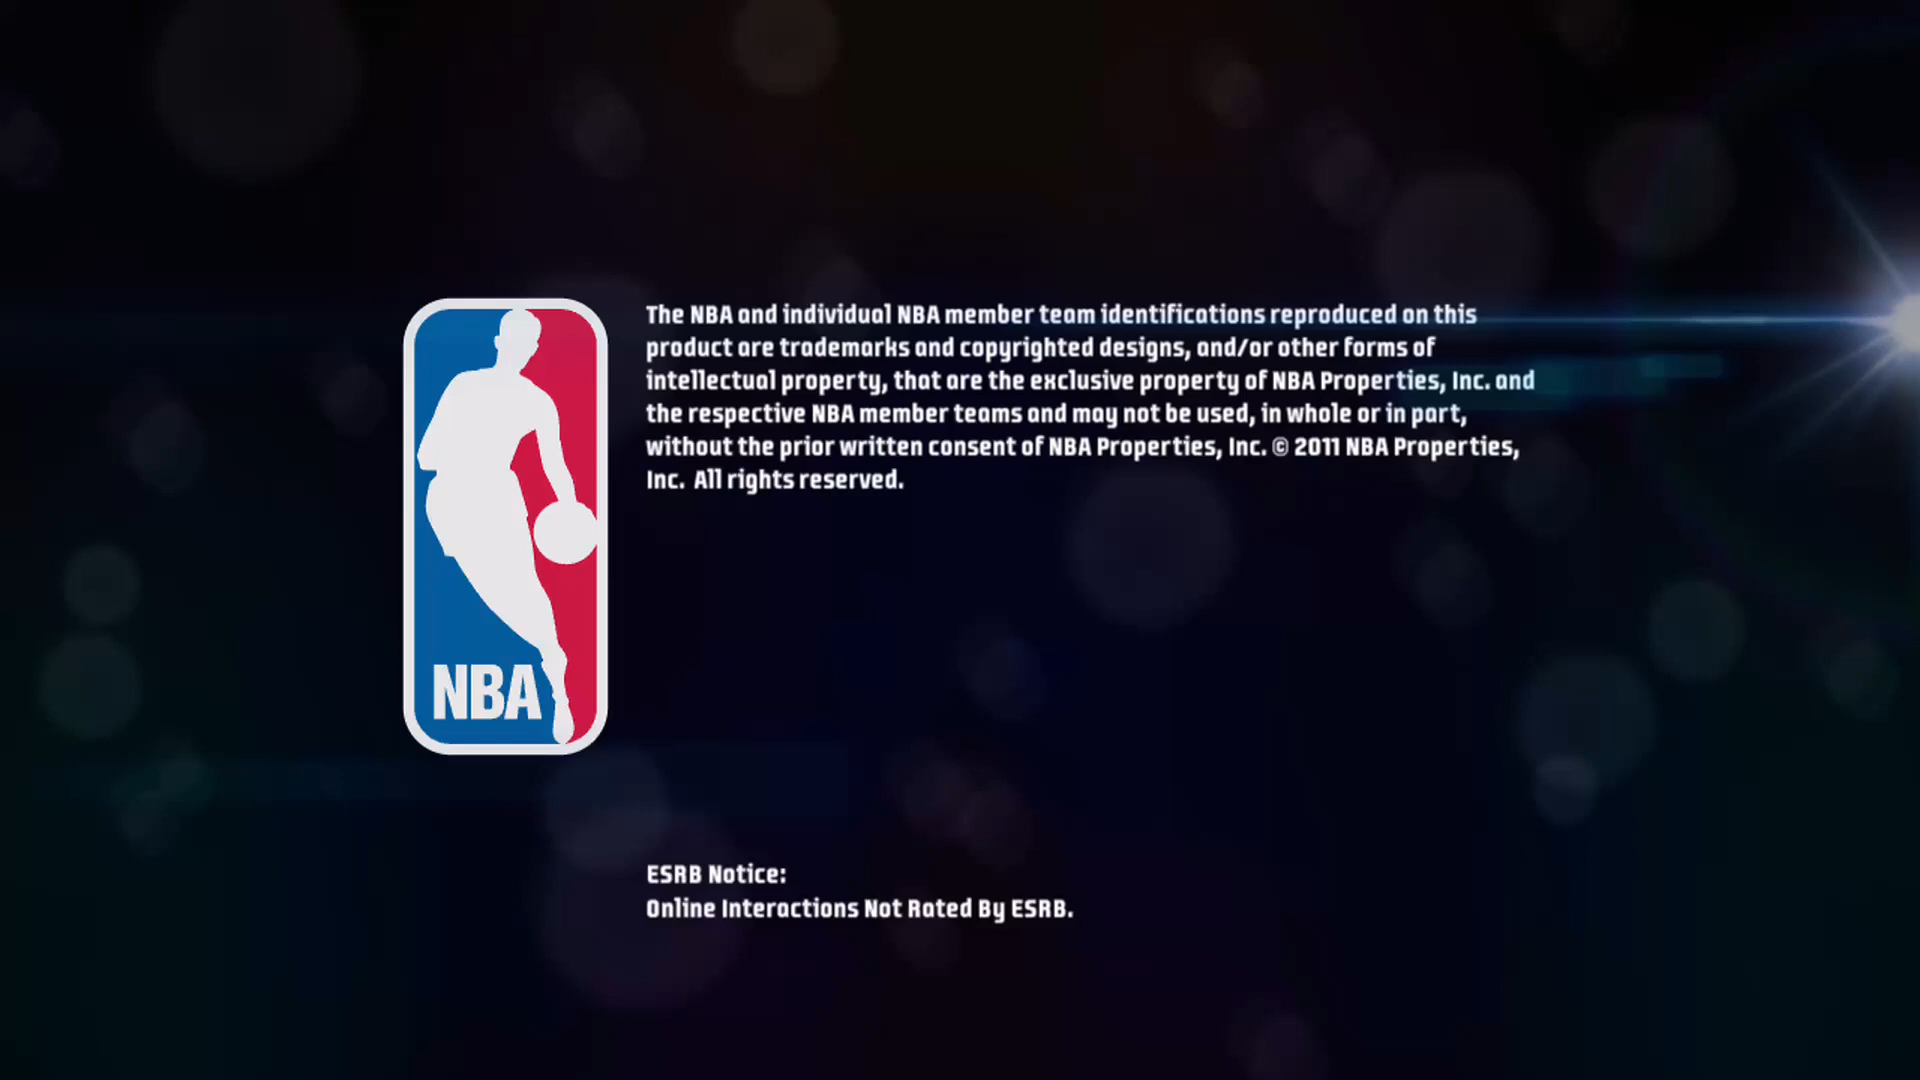 The NBA and individual NBA member team identifications reproduced on this
product are trademarks and copyrighted designs, and/or other forms of
intellectual property, that are the exclusive property of NBA Properties, Inc. and
the respective NBA member teams and may not be used, in whole or in part,
without the prior written consent of NBA Properties, Inc. © 2011 NBA Properties,
Inc. All rights reserved.
NBA
ESRB Notice:
Online Interactions Not Rated By ESRB.